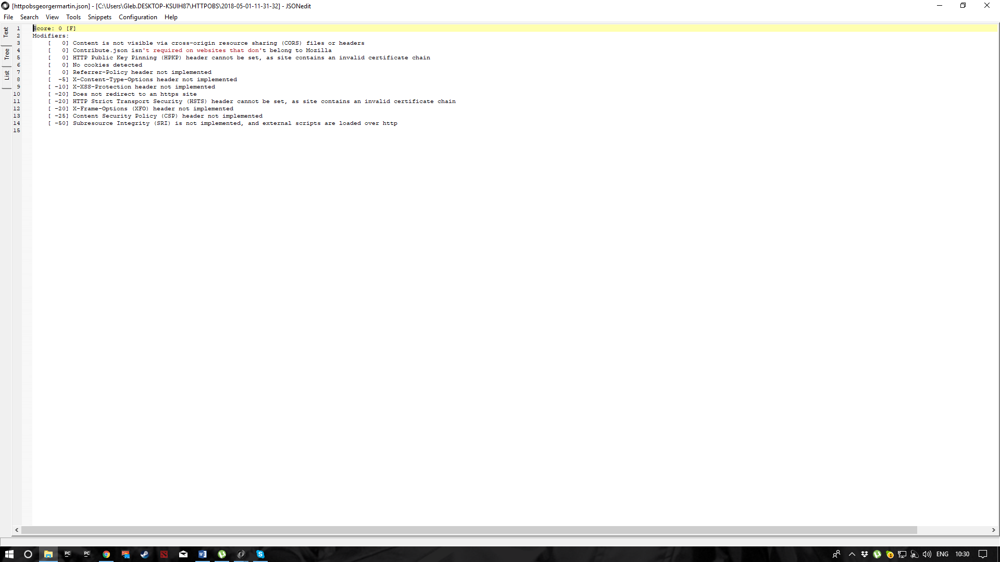 [httpobsgeorgermartin.json] - [C:\Users\Gleb.DESKTOP-KSUIH87\HTTPOBS\2018-05-01-11-31-32] - JSONedit
File Search View Tools Snippets Configuration Help
Text
Tree
List
1 Score: 0 [F]
2 Modifiers:
3 [   0] Content is not visible via cross-origin resource sharing (CORS) files or headers
4 [   0] Contribute.json isn't required on websites that don't belong to Mozilla
5 [   0] HTTP Public Key Pinning (HPKP) header cannot be set, as site contains an invalid certificate chain
6 [   0] No cookies detected
7 [   0] Referrer-Policy header not implemented
8 [  -5] X-Content-Type-Options header not implemented
9 [ -10] X-XSS-Protection header not implemented
10 [ -20] Does not redirect to an https site
11 [ -20] HTTP Strict Transport Security (HSTS) header cannot be set, as site contains an invalid certificate chain
12 [ -20] X-Frame-Options (XFO) header not implemented
13 [ -25] Content Security Policy (CSP) header not implemented
14 [ -50] Subresource Integrity (SRI) is not implemented, and external scripts are loaded over http
15
PC PC ENG 10:30